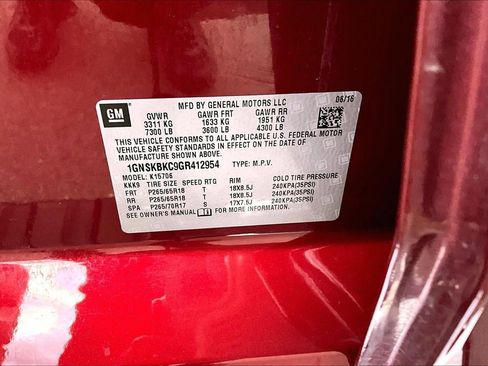 GM
MFD BY GENERAL MOTORS LLC
06/16
GVWR GAWR FRT GAWR RR
3311 KG 1633 KG 1951 KG
7300 LB 3600 LB 4300 LB
THIS VEHICLE CONFORMS TO ALL APPLICABLE U.S. FEDERAL MOTOR
VEHICLE SAFETY STANDARDS IN EFFECT ON THE DATE OF
MANUFACTURE SHOWN ABOVE.
1GNSKBKC9GR412954 TYPE: M.P.V.
MODEL: K15706
KKK9 TIRE SIZE SPEED RTG RIM COLD TIRE PRESSURE
FRT P265/65R18 T 18X8.5J 240KPA(35PSI)
RR P265/65R18 T 18X8.5J 240KPA(35PSI)
SPA P265/70R17 S 17X7.5J 240KPA(35PSI)
SEE OWNER'S MANUAL FOR MORE INFORMATION.